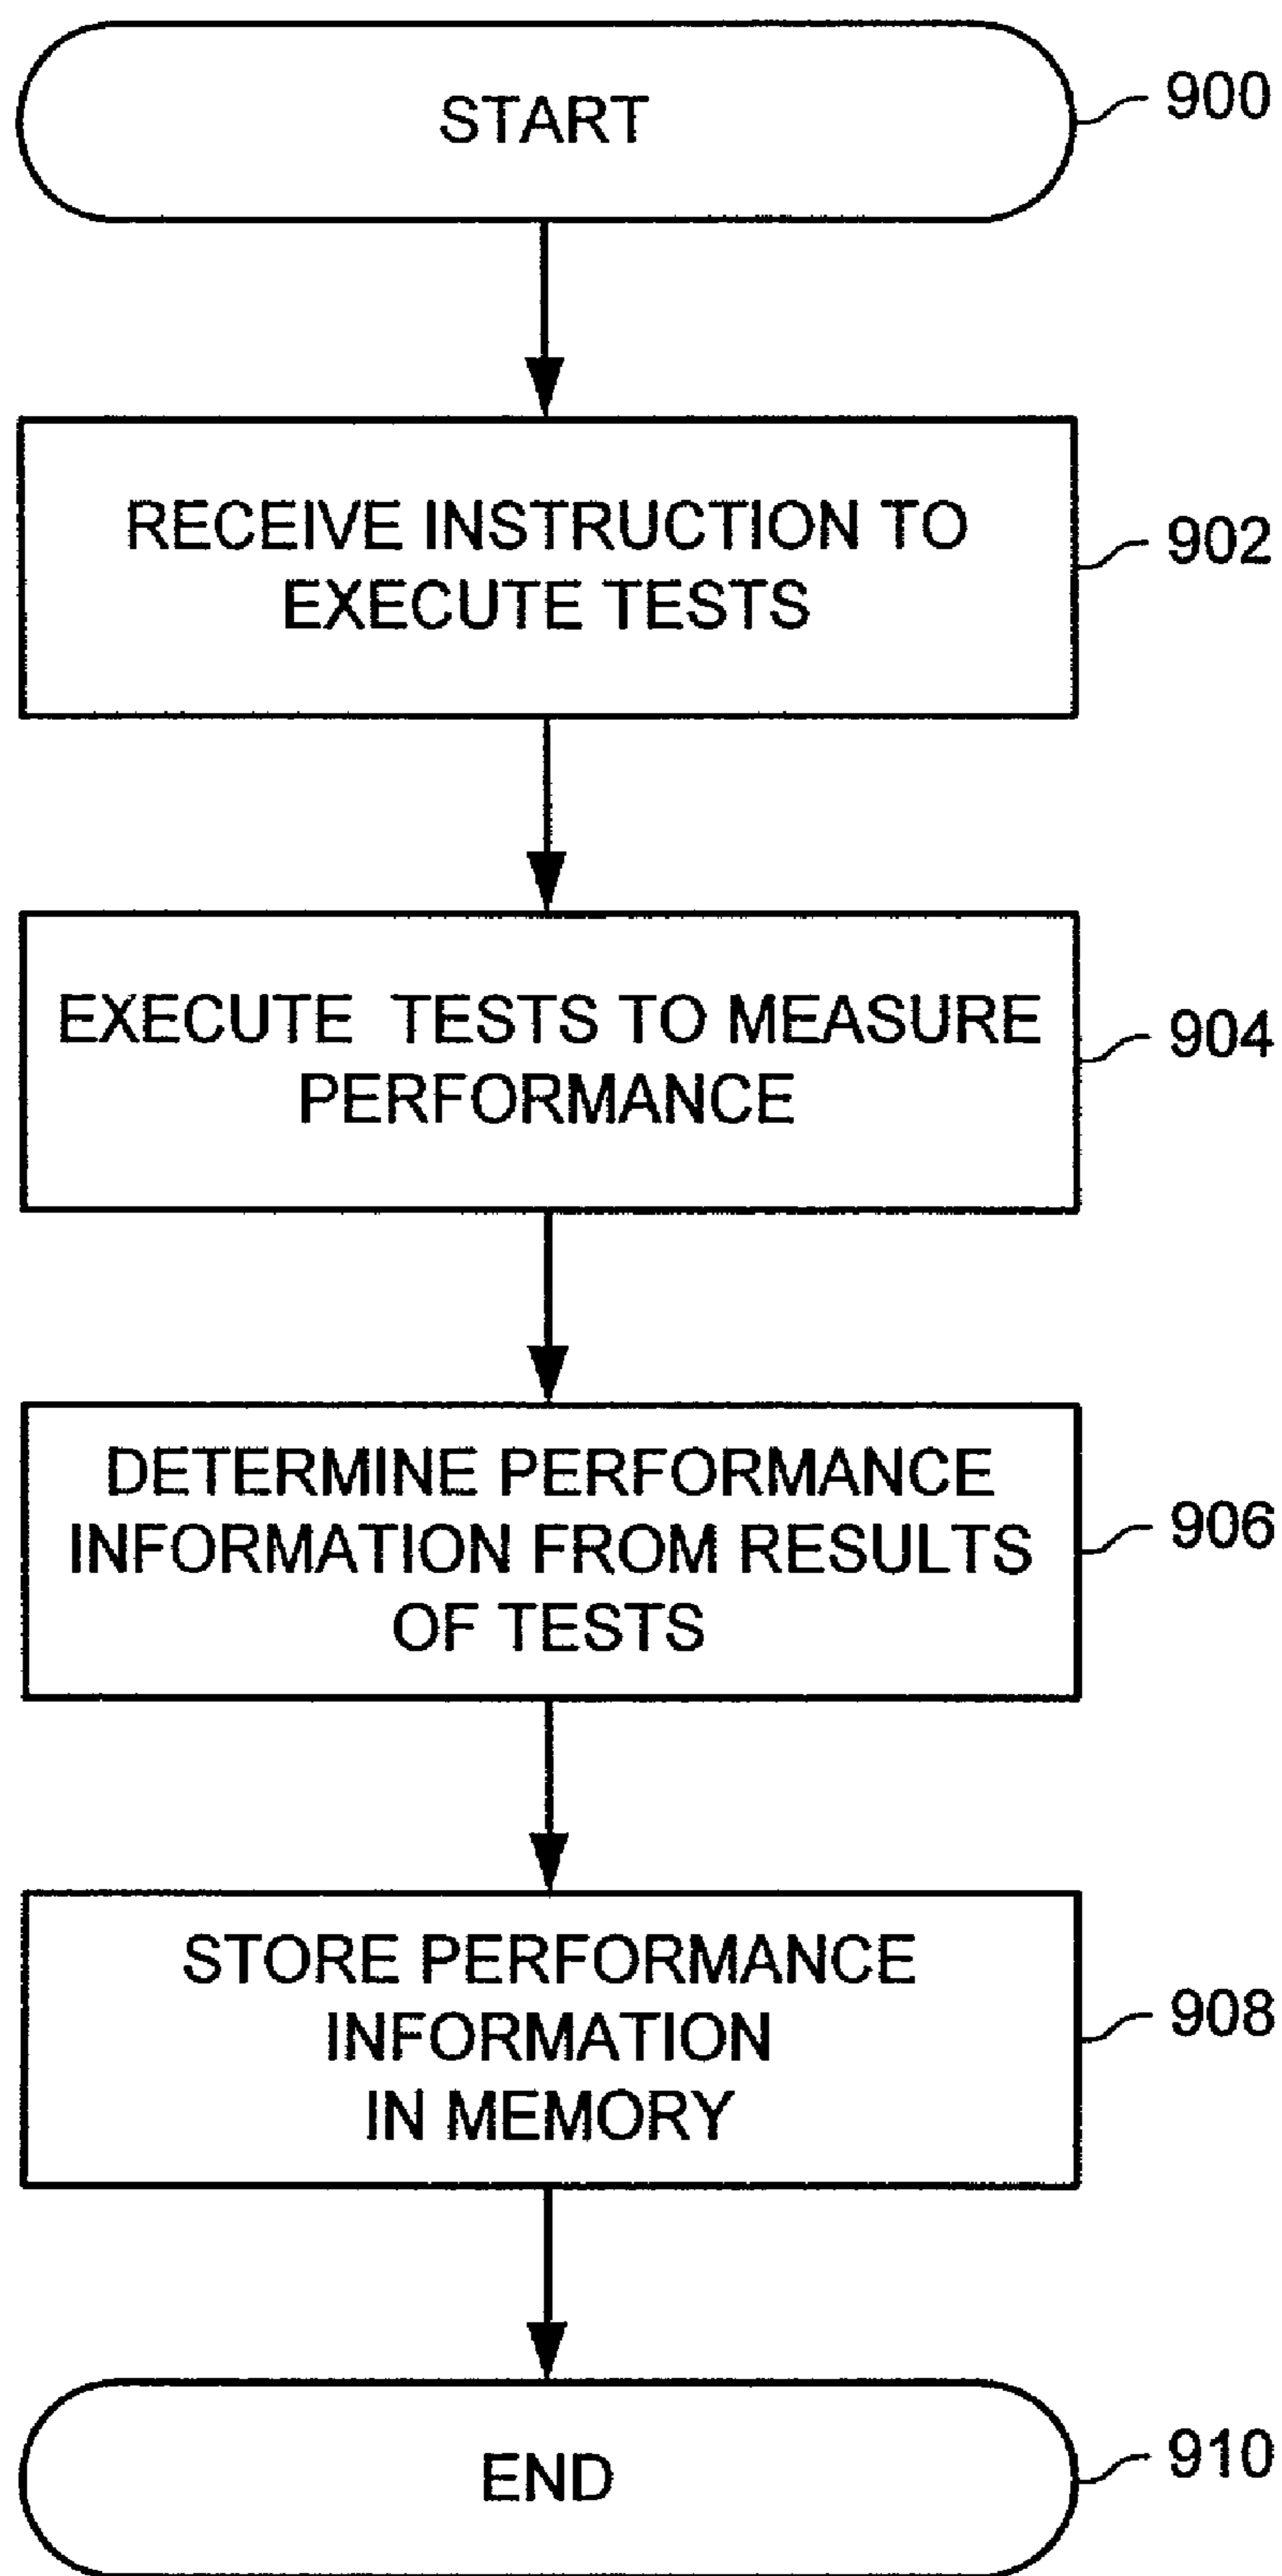 START
900
RECEIVE INSTRUCTION TO
EXECUTE TESTS
902
EXECUTE TESTS TO MEASURE
PERFORMANCE
904
DETERMINE PERFORMANCE
INFORMATION FROM RESULTS
OF TESTS
906
STORE PERFORMANCE
INFORMATION
IN MEMORY
908
END
910